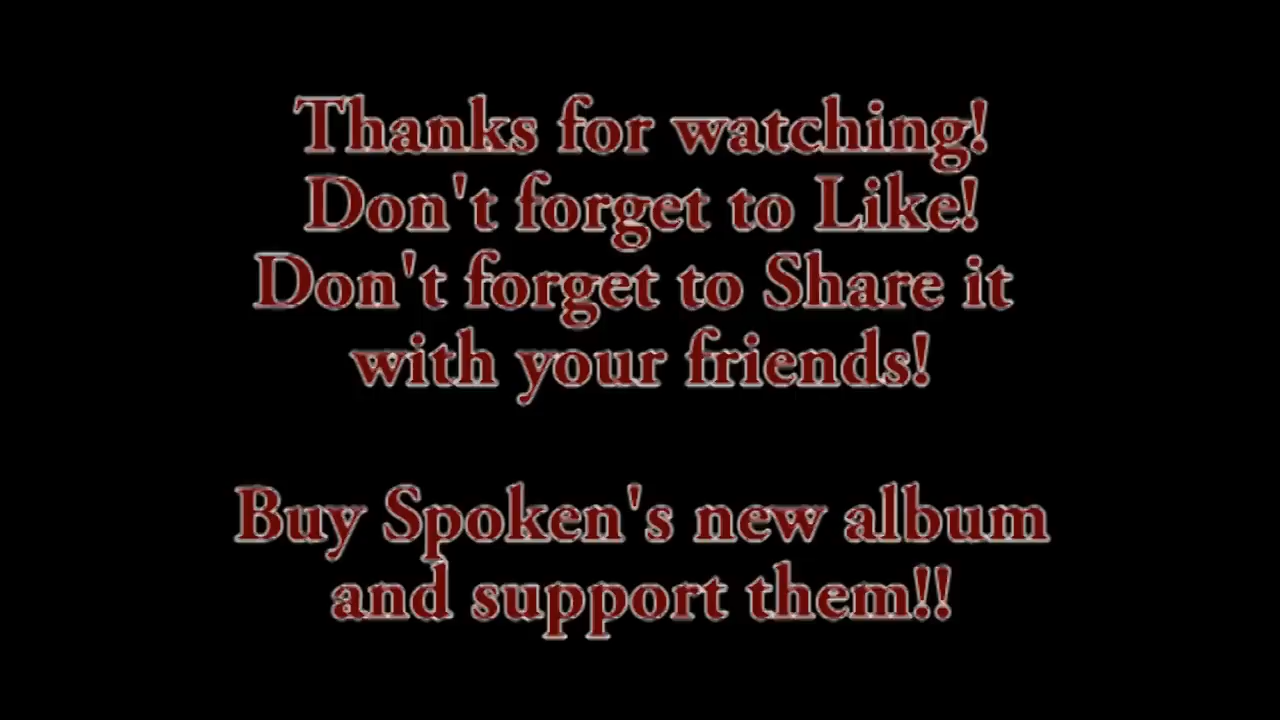 Thanks for watching!
Don't forget to Like!
Don't forget to Share it
with your friends!
Buy Spoken's new album
and support them!!